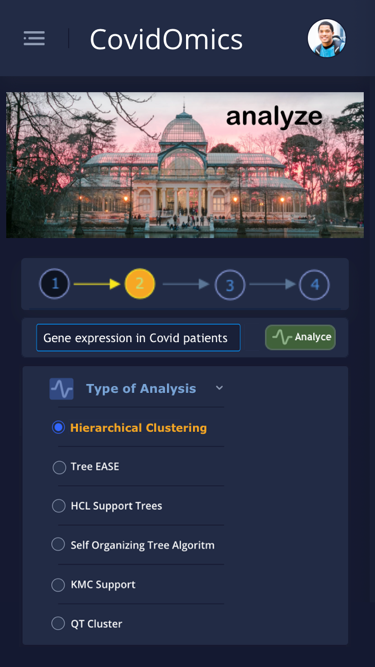 CovidOmics
analyze
1 2 3 4
Gene expression in Covid patients
Analyce
Type of Analysis
Hierarchical Clustering
Tree EASE
HCL Support Trees
Self Organizing Tree Algoritm
KMC Support
QT Cluster